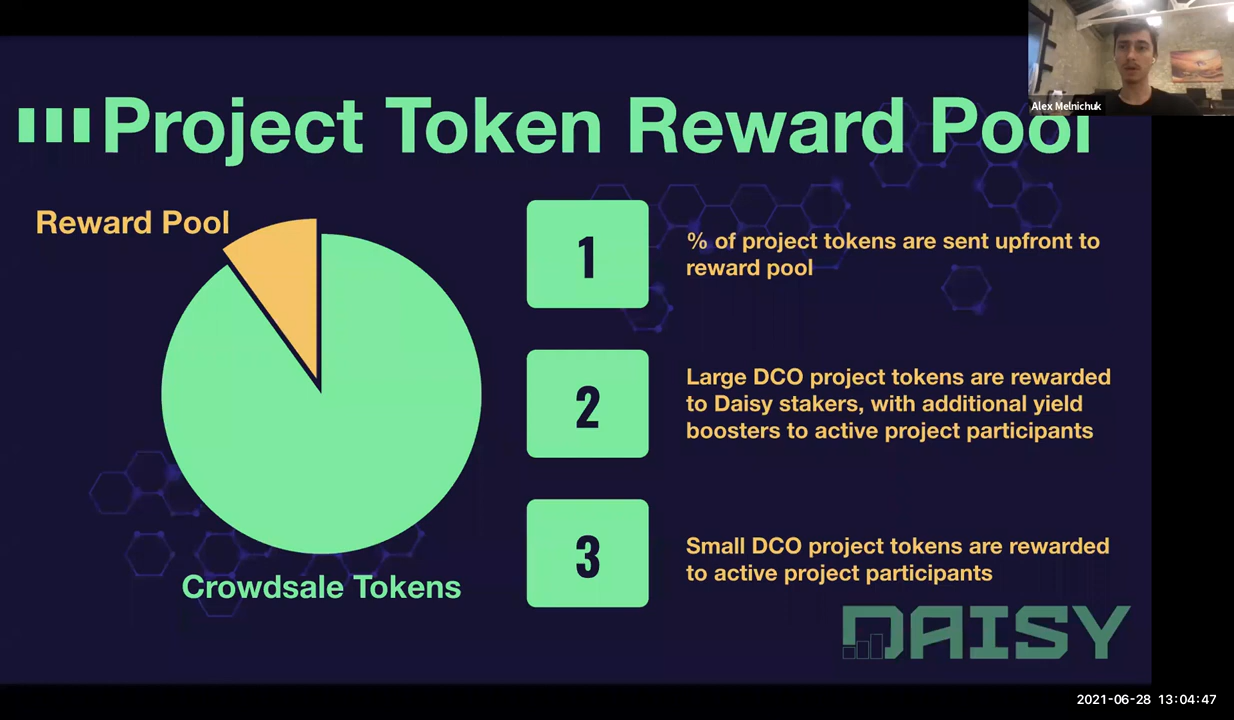 Alex Melnichuk
Project Token Reward Pool
Reward Pool
Crowdsale Tokens
1
% of project tokens are sent upfront to
reward pool
2
Large DCO project tokens are rewarded
to Daisy stakers, with additional yield
boosters to active project participants
3
Small DCO project tokens are rewarded
to active project participants
DAISY
2021-06-28 13:04:47